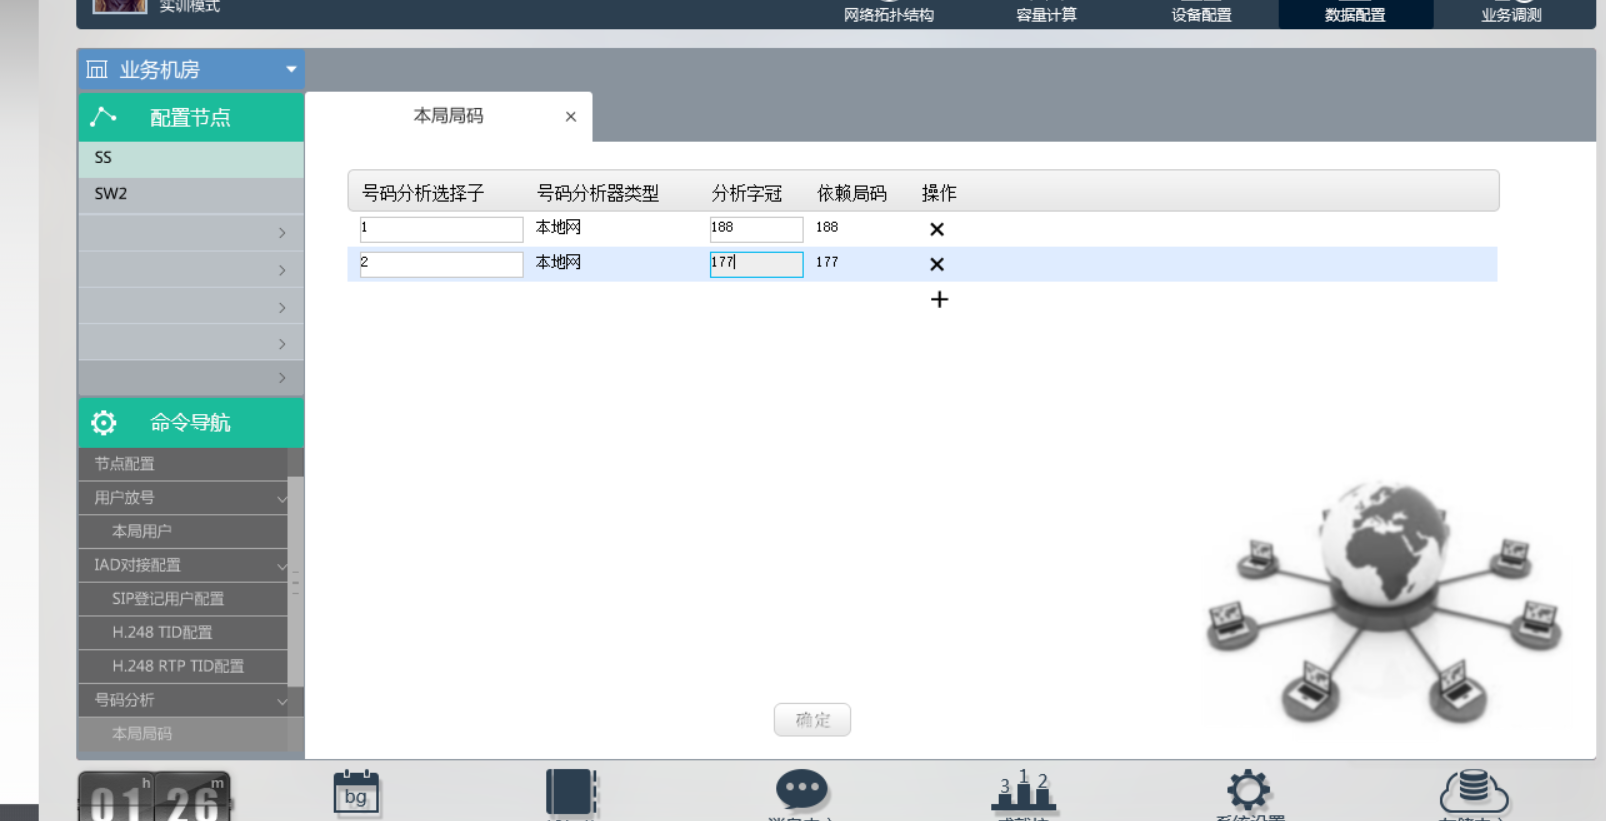 实训模式
网络拓扑结构 容量计算 设备配置 数据配置 业务调测
业务机房
配置节点
本局局码 ×
SS
SW2
号码分析选择子 号码分析器类型 分析字冠 依赖局码 操作
1 本地网 188 188
2 本地网 177 177
命令导航
节点配置
用户放号
本局用户
IAD对接配置
SIP登记用户配置
H.248 TID配置
H.248 RTP TID配置
号码分析
本局局码
确定
01 h 26 m
bg
3 1 2